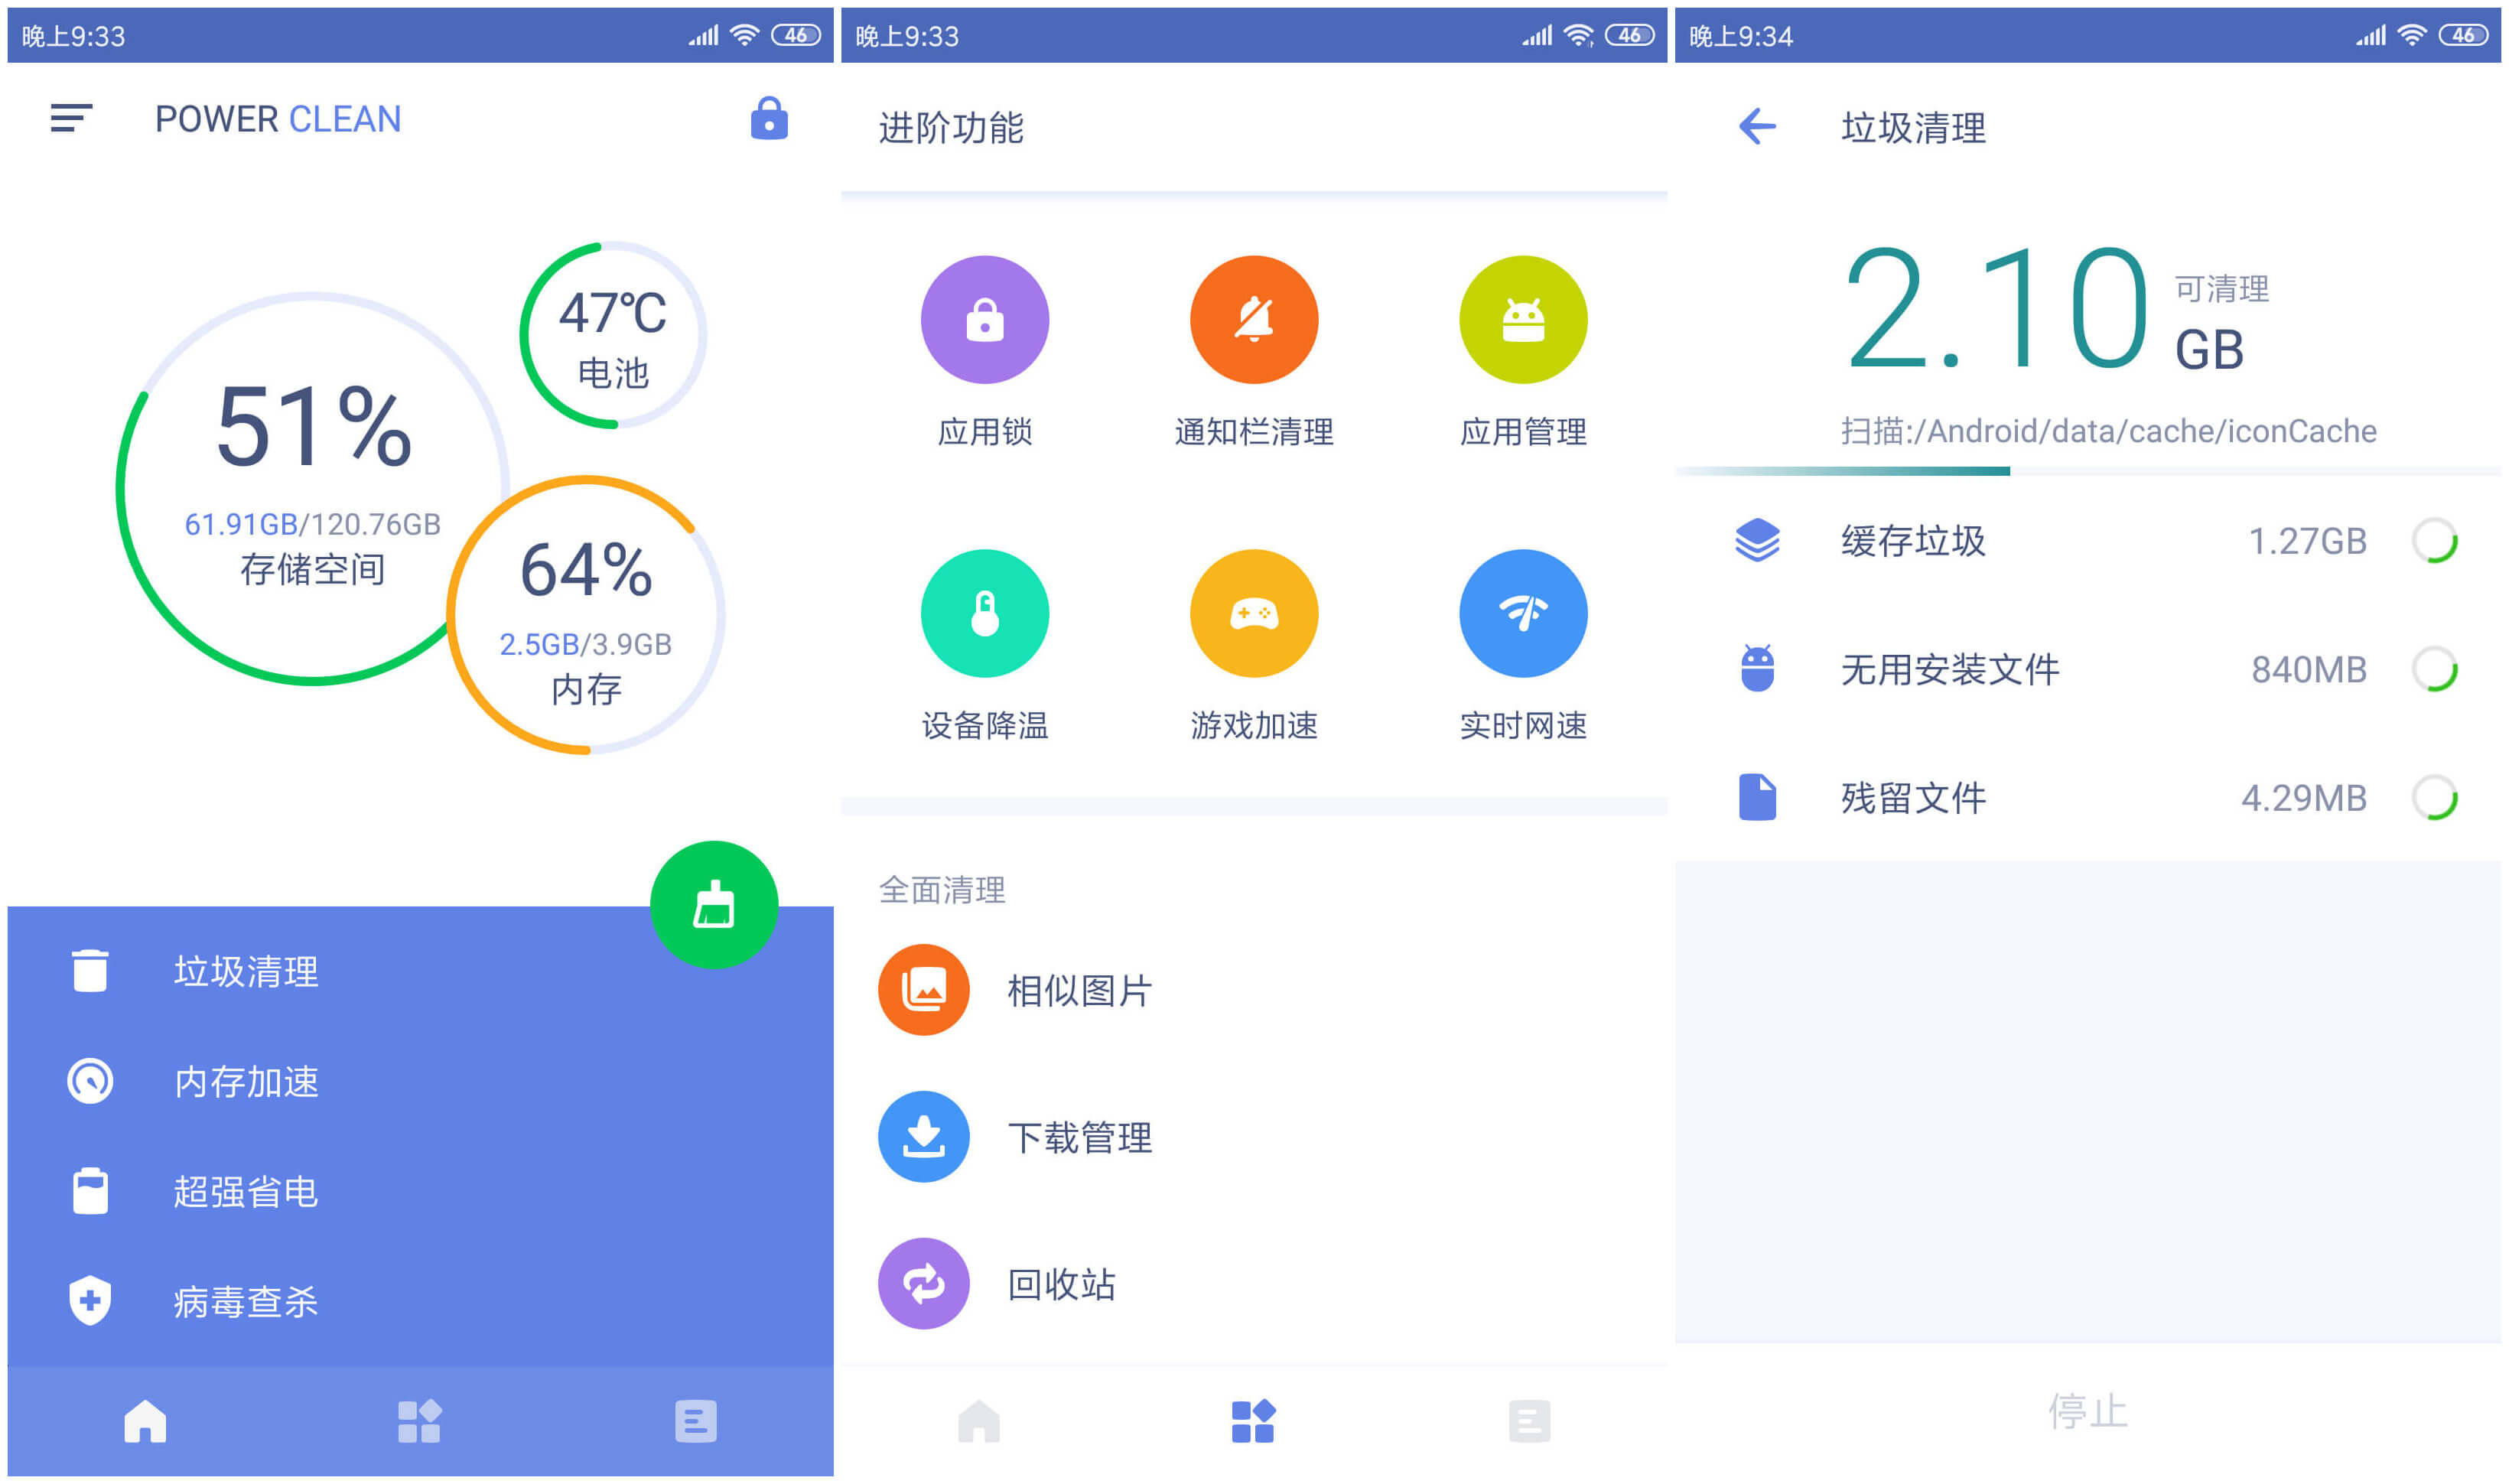 晚上9:33
46
POWER CLEAN
47℃
电池
51%
61.91GB/120.76GB
存储空间
64%
2.5GB/3.9GB
内存
垃圾清理
内存加速
超强省电
病毒查杀
晚上9:33
46
进阶功能
应用锁
通知栏清理
应用管理
设备降温
游戏加速
实时网速
全面清理
相似图片
下载管理
回收站
晚上9:34
46
垃圾清理
2.10
可清理
GB
扫描:/Android/data/cache/iconCache
缓存垃圾 1.27GB
无用安装文件 840MB
残留文件 4.29MB
停止